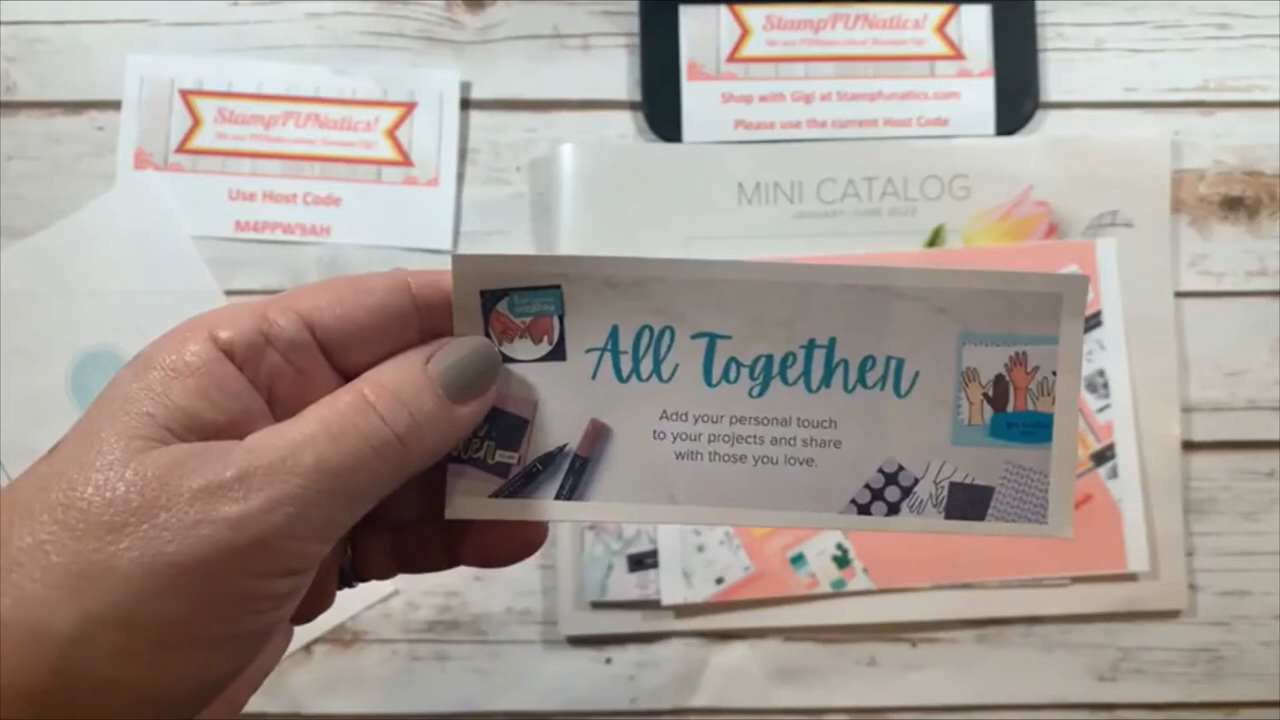 StampFUNatics!
Use Host Code
M4PPW9AH
StampFUNatics!
Shop with Gigi at Stampfunatics.com
Please use the current Host Code
MINI CATALOG
All Together
Add your personal touch
to your projects and share
with those you love.